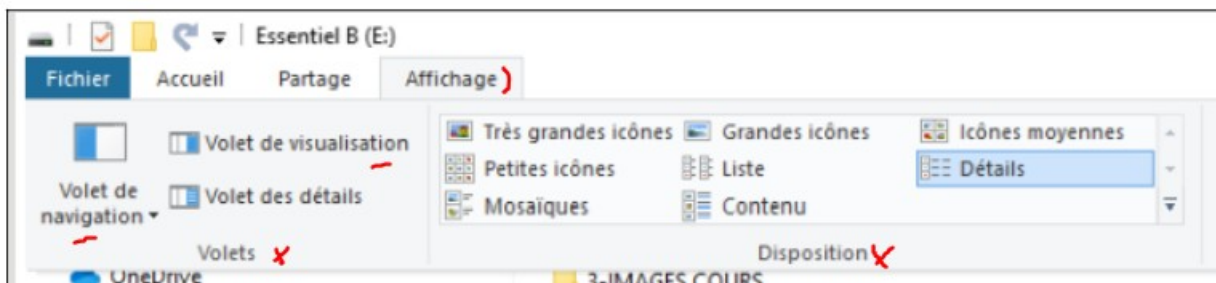 Essentiel B (E:)
Fichier Accueil Partage Affichage
Très grandes icônes Grandes icônes Icônes moyennes
Volet de visualisation
Petites icônes Liste Détails
Volet de navigation
Volet des détails
Mosaïques Contenu
Volets Disposition
OneDrive 3-IMAGES COURS